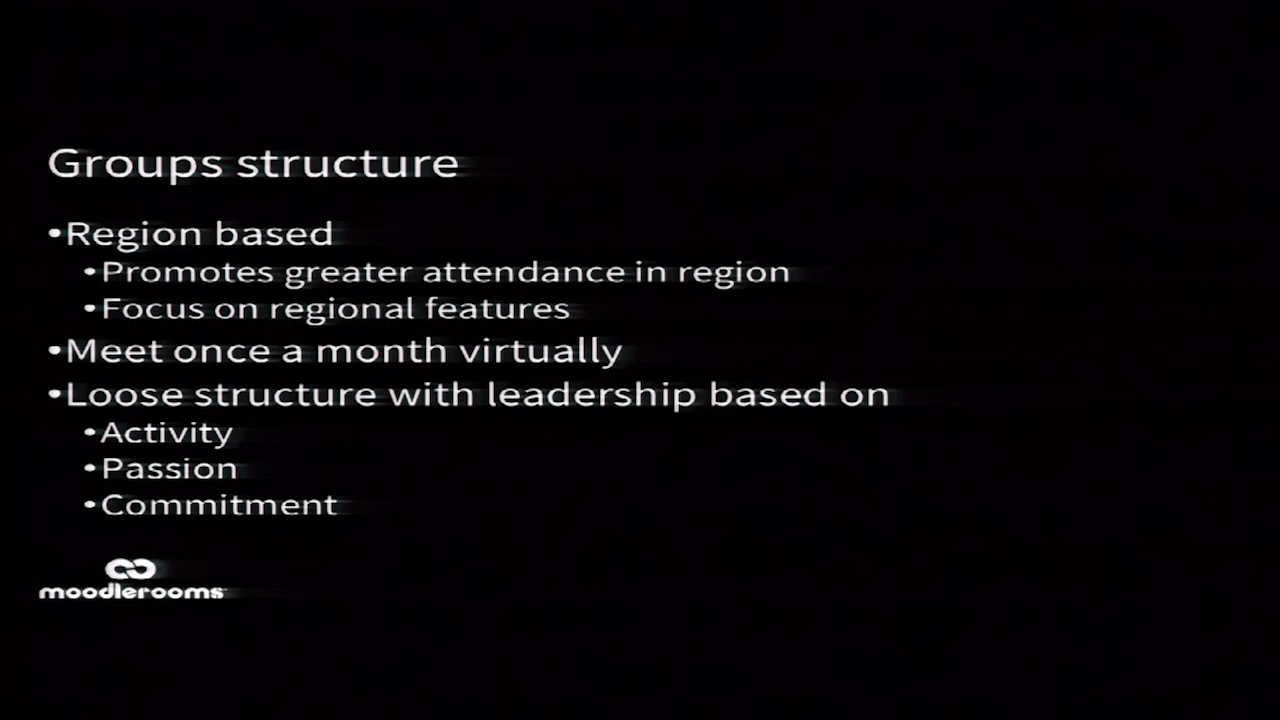 Groups structure
•Region based
•Promotes greater attendance in region
•Focus on regional features
•Meet once a month virtually
•Loose structure with leadership based on
•Activity
•Passion
•Commitment
moodlerooms